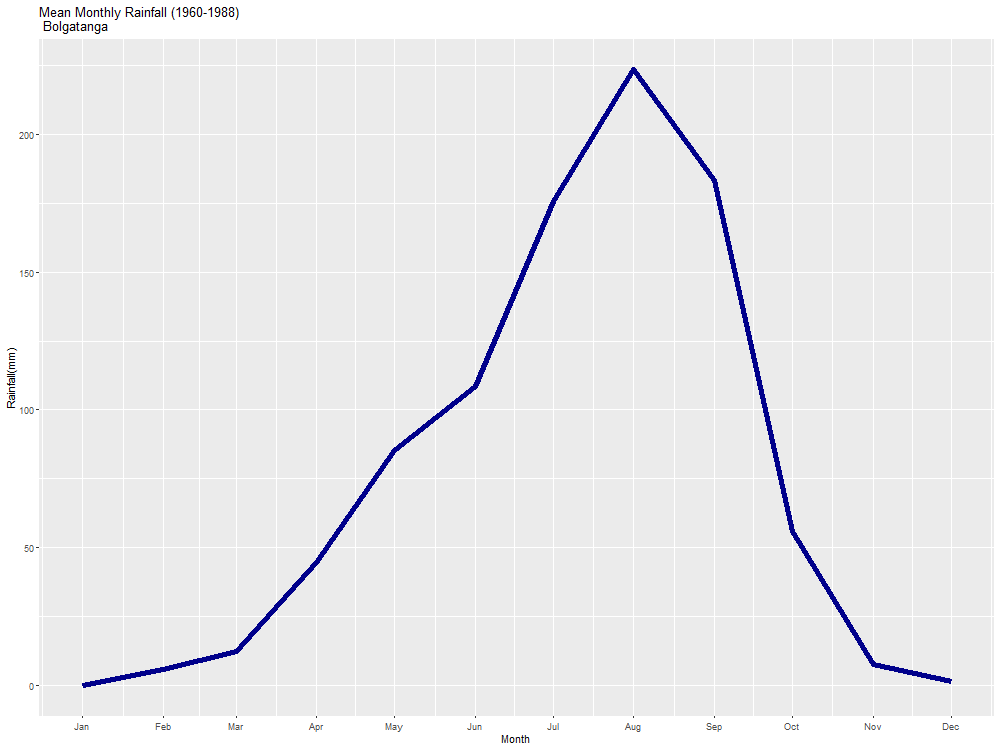 Mean Monthly Rainfall (1960-1988)
Bolgatanga
Rainfall(mm)
200
150
100
50
0
Jan Feb Mar Apr May Jun Jul Aug Sep Oct Nov Dec
Month